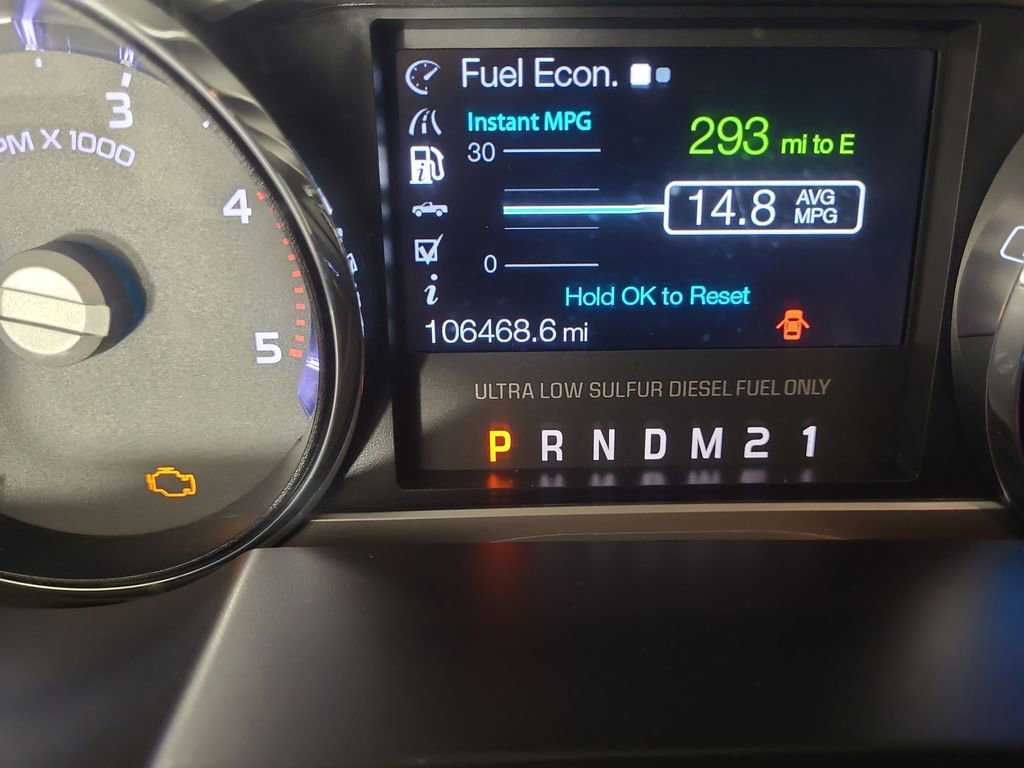 3
PM X 1000
4
5
Fuel Econ.
Instant MPG
30
293 mi to E
14.8 AVG MPG
0
Hold OK to Reset
106468.6 mi
ULTRA LOW SULFUR DIESEL FUEL ONLY
P R N D M 2 1